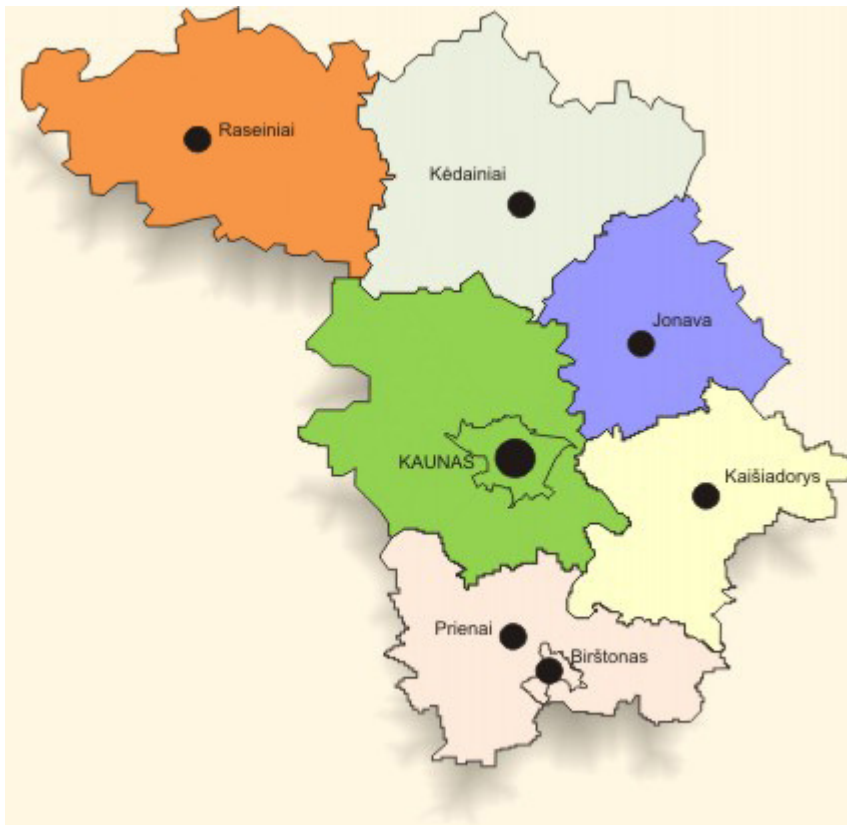 Raseiniai
Kėdainiai
Jonava
KAUNAS
Kaišiadorys
Prienai
Birštonas